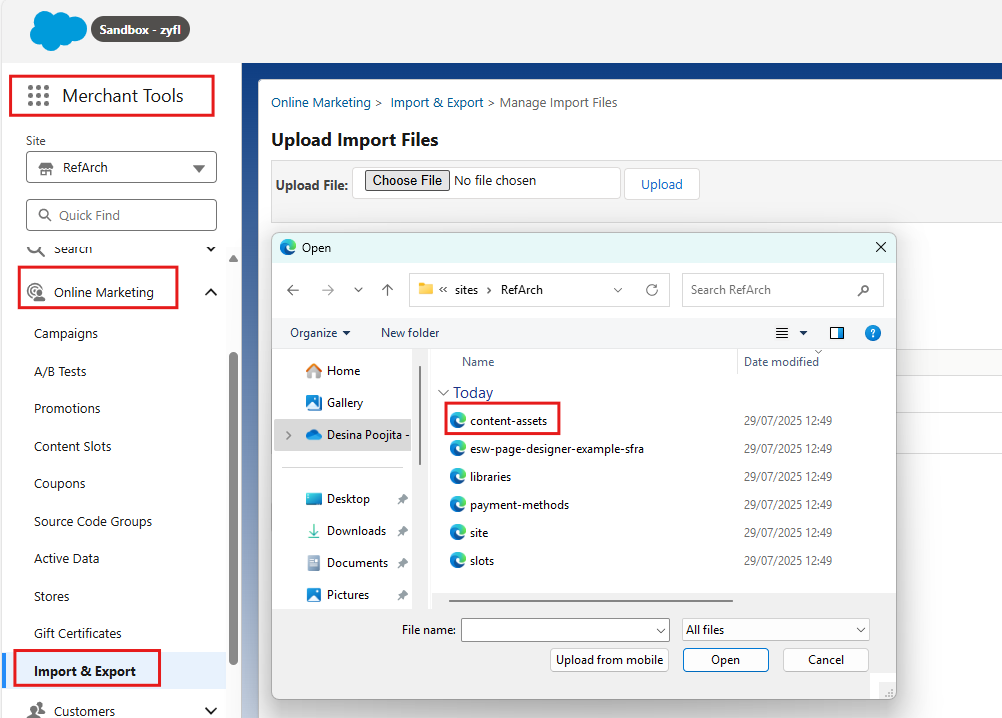 Sandbox - zyfl
Merchant Tools
Site
RefArch
Quick Find
Search
Online Marketing
Campaigns
A/B Tests
Promotions
Content Slots
Coupons
Source Code Groups
Active Data
Stores
Gift Certificates
Import & Export
Customers
Online Marketing > Import & Export > Manage Import Files
Upload Import Files
Upload File: Choose File No file chosen Upload
Open
« sites › RefArch
Search RefArch
Organize New folder
Home
Gallery
Desina Poojita -
Desktop
Downloads
Documents
Pictures
Name Date modified
Today
content-assets 29/07/2025 12:49
esw-page-designer-example-sfra 29/07/2025 12:49
libraries 29/07/2025 12:49
payment-methods 29/07/2025 12:49
site 29/07/2025 12:49
slots 29/07/2025 12:49
File name: All files
Upload from mobile Open Cancel